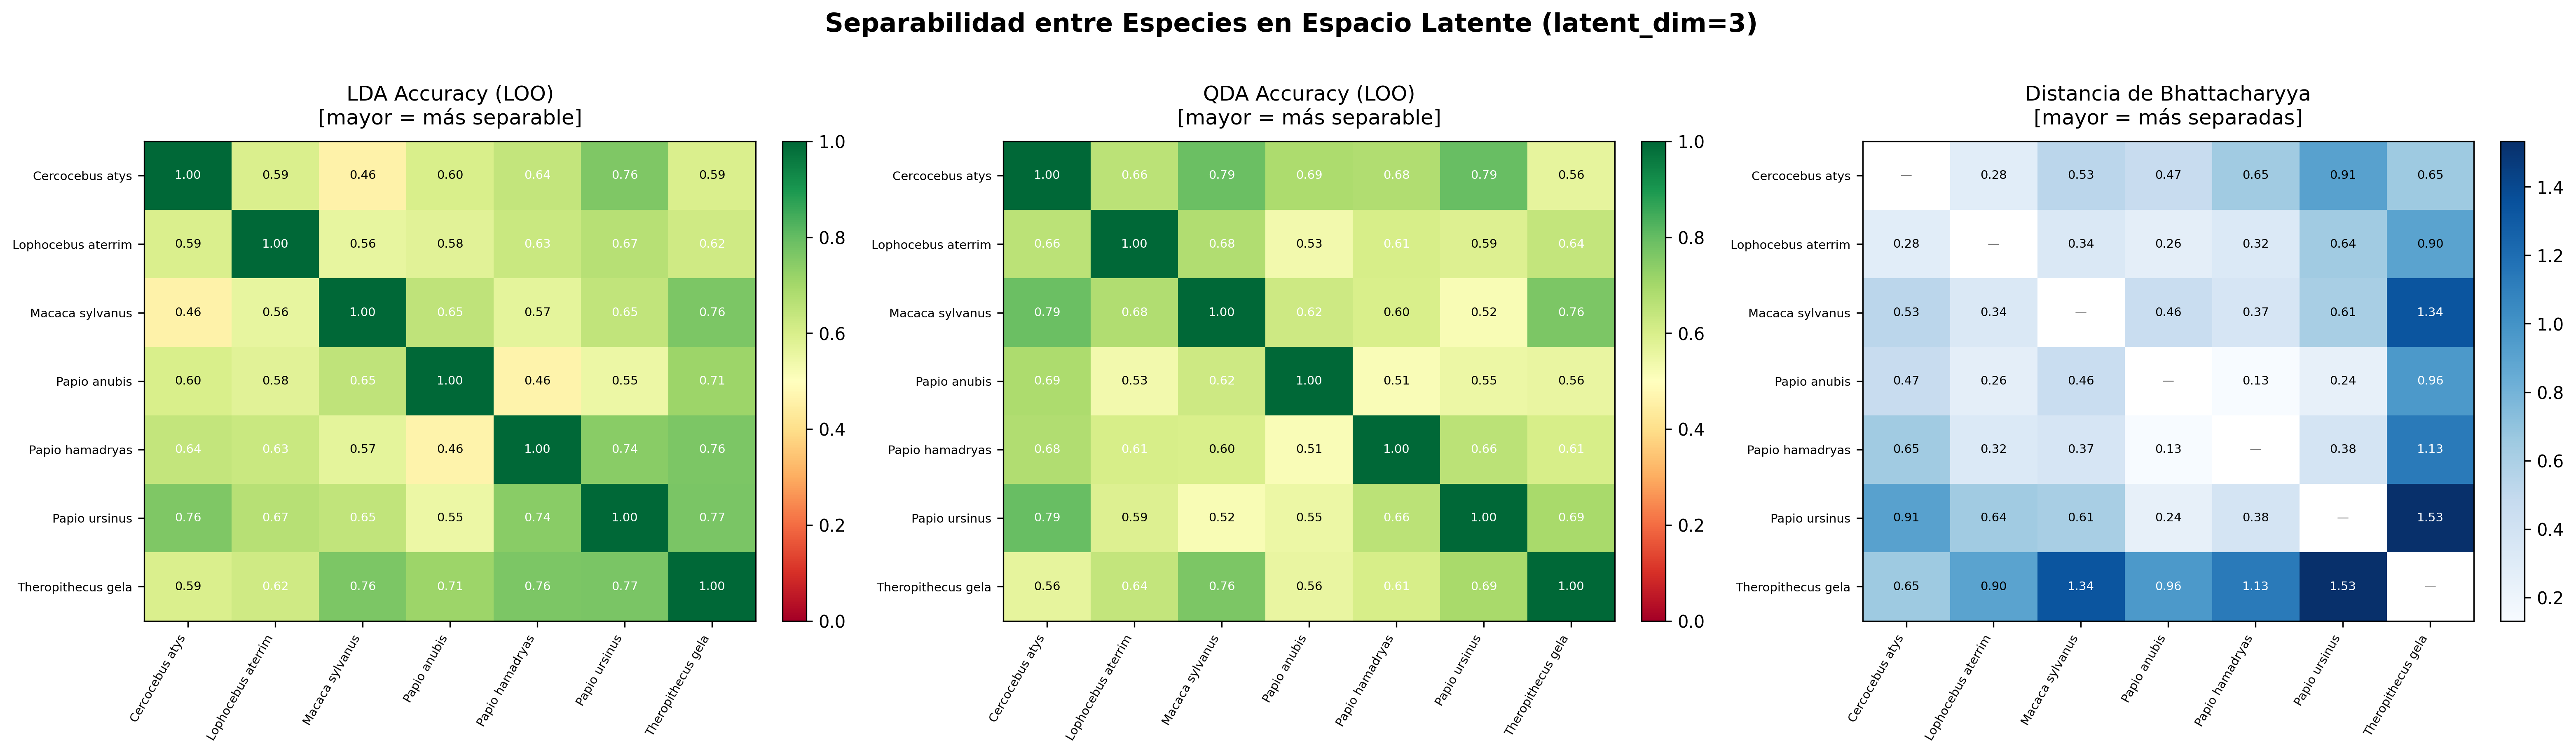 Separabilidad entre Especies en Espacio Latente (latent_dim=3)
LDA Accuracy (LOO)
[mayor = más separable]
Cercocebus atys 1.00 0.59 0.46 0.60 0.64 0.76 0.59
Lophocebus aterrim 0.59 1.00 0.56 0.58 0.63 0.67 0.62
Macaca sylvanus 0.46 0.56 1.00 0.65 0.57 0.65 0.76
Papio anubis 0.60 0.58 0.65 1.00 0.46 0.55 0.71
Papio hamadryas 0.64 0.63 0.57 0.46 1.00 0.74 0.76
Papio ursinus 0.76 0.67 0.65 0.55 0.74 1.00 0.77
Theropithecus gela 0.59 0.62 0.76 0.71 0.76 0.77 1.00
Cercocebus atys
Lophocebus aterrim
Macaca sylvanus
Papio anubis
Papio hamadryas
Papio ursinus
Theropithecus gela
1.0
0.8
0.6
0.4
0.2
0.0
QDA Accuracy (LOO)
[mayor = más separable]
Cercocebus atys 1.00 0.66 0.79 0.69 0.68 0.79 0.56
Lophocebus aterrim 0.66 1.00 0.68 0.53 0.61 0.59 0.64
Macaca sylvanus 0.79 0.68 1.00 0.62 0.60 0.52 0.76
Papio anubis 0.69 0.53 0.62 1.00 0.51 0.55 0.56
Papio hamadryas 0.68 0.61 0.60 0.51 1.00 0.66 0.61
Papio ursinus 0.79 0.59 0.52 0.55 0.66 1.00 0.69
Theropithecus gela 0.56 0.64 0.76 0.56 0.61 0.69 1.00
Cercocebus atys
Lophocebus aterrim
Macaca sylvanus
Papio anubis
Papio hamadryas
Papio ursinus
Theropithecus gela
1.0
0.8
0.6
0.4
0.2
0.0
Distancia de Bhattacharyya
[mayor = más separadas]
Cercocebus atys — 0.28 0.53 0.47 0.65 0.91 0.65
Lophocebus aterrim 0.28 — 0.34 0.26 0.32 0.64 0.90
Macaca sylvanus 0.53 0.34 — 0.46 0.37 0.61 1.34
Papio anubis 0.47 0.26 0.46 — 0.13 0.24 0.96
Papio hamadryas 0.65 0.32 0.37 0.13 — 0.38 1.13
Papio ursinus 0.91 0.64 0.61 0.24 0.38 — 1.53
Theropithecus gela 0.65 0.90 1.34 0.96 1.13 1.53 —
Cercocebus atys
Lophocebus aterrim
Macaca sylvanus
Papio anubis
Papio hamadryas
Papio ursinus
Theropithecus gela
1.4
1.2
1.0
0.8
0.6
0.4
0.2